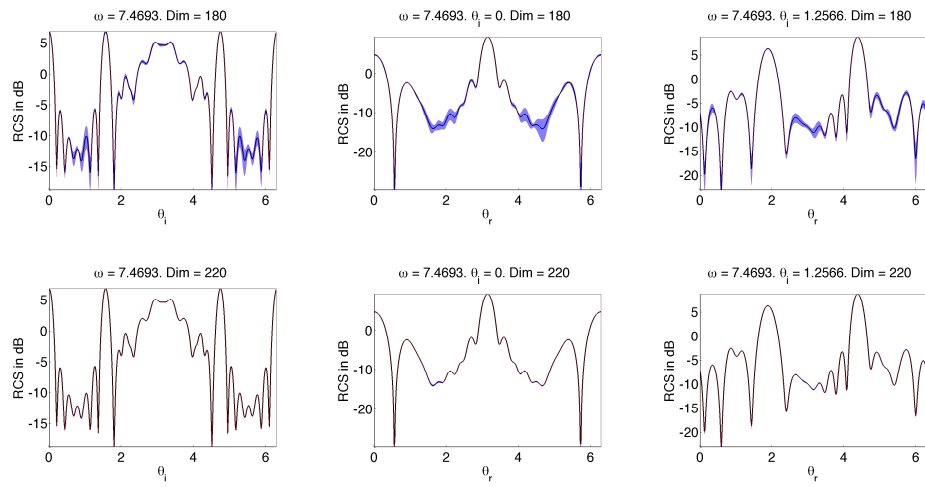 ω = 7.4693. Dim = 180
ω = 7.4693. θi = 0. Dim = 180
ω = 7.4693. θi = 1.2566. Dim = 180
RCS in dB
5
0
-5
-10
-15
0
2
4
6
θi
RCS in dB
0
-10
-20
0
2
4
6
θr
RCS in dB
5
0
-5
-10
-15
-20
0
2
4
6
θr
ω = 7.4693. Dim = 220
ω = 7.4693. θi = 0. Dim = 220
ω = 7.4693. θi = 1.2566. Dim = 220
RCS in dB
5
0
-5
-10
-15
0
2
4
6
θi
RCS in dB
0
-10
-20
0
2
4
6
θr
RCS in dB
5
0
-5
-10
-15
-20
0
2
4
6
θr